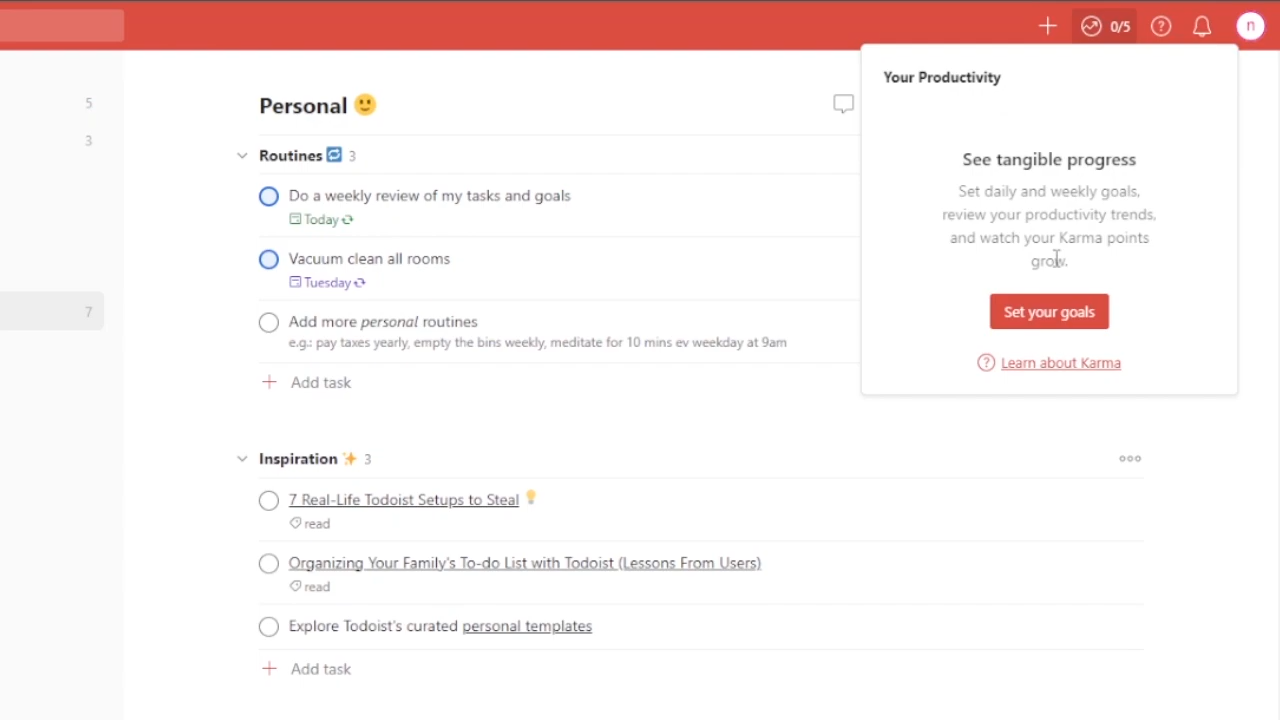 0/5
n
Your Productivity
See tangible progress
Set daily and weekly goals,
review your productivity trends,
and watch your Karma points
grow.
Set your goals
? Learn about Karma
5
3
7
Personal 🙂
Routines 🔁 3
Do a weekly review of my tasks and goals
Today
Vacuum clean all rooms
Tuesday
Add more personal routines
e.g.: pay taxes yearly, empty the bins weekly, meditate for 10 mins ev weekday at 9am
+ Add task
Inspiration ✨ 3
7 Real-Life Todoist Setups to Steal 💡
read
Organizing Your Family's To-do List with Todoist (Lessons From Users)
read
Explore Todoist's curated personal templates
+ Add task